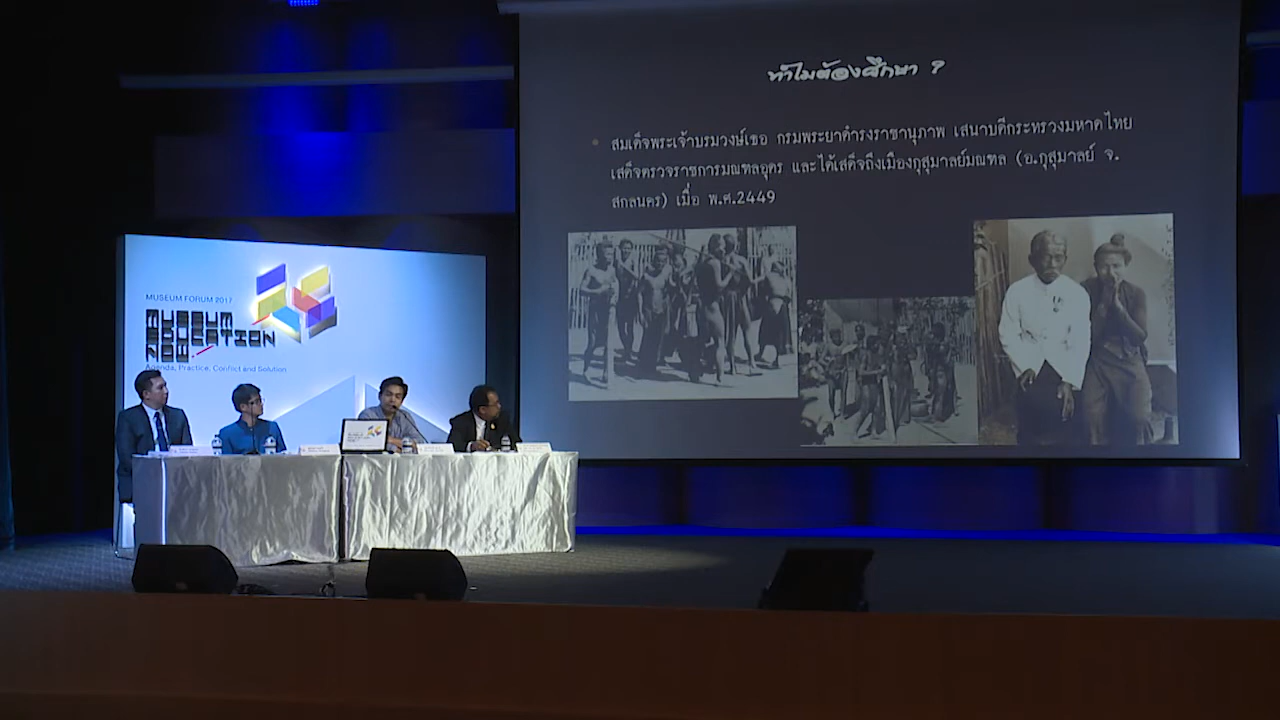 ทำไมต้องศึกษา ?
สมเด็จพระเจ้าบรมวงษ์เธอ กรมพระยาดำรงราชานุภาพ เสนาบดีกระทรวงมหาดไทย
เสด็จตรวจราชการมณฑลอุดร และได้เสด็จถึงเมืองกุสุมาลย์มณฑล (อ.กุสุมาลย์ จ.
สกลนคร) เมื่อ พ.ศ.2449
MUSEUM FORUM 2017
MUSEUM
EDUCATION
NOW
Agenda, Practice, Conflict and Solution